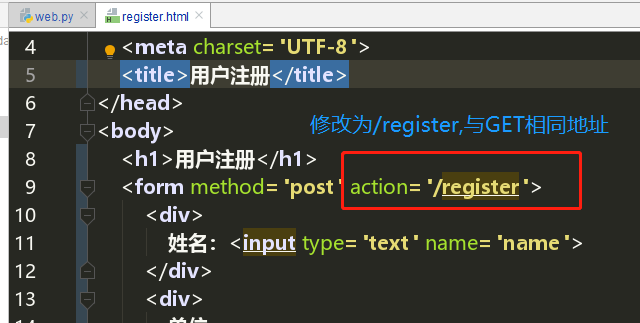 web.py register.html
4 <meta charset="UTF-8">
5 <title>用户注册</title>
6 </head>
7 <body>
修改为/register,与GET相同地址
8 <h1>用户注册</h1>
9 <form method="post" action="/register">
10 <div>
11 姓名: <input type="text" name="name">
12 </div>
13 <div>